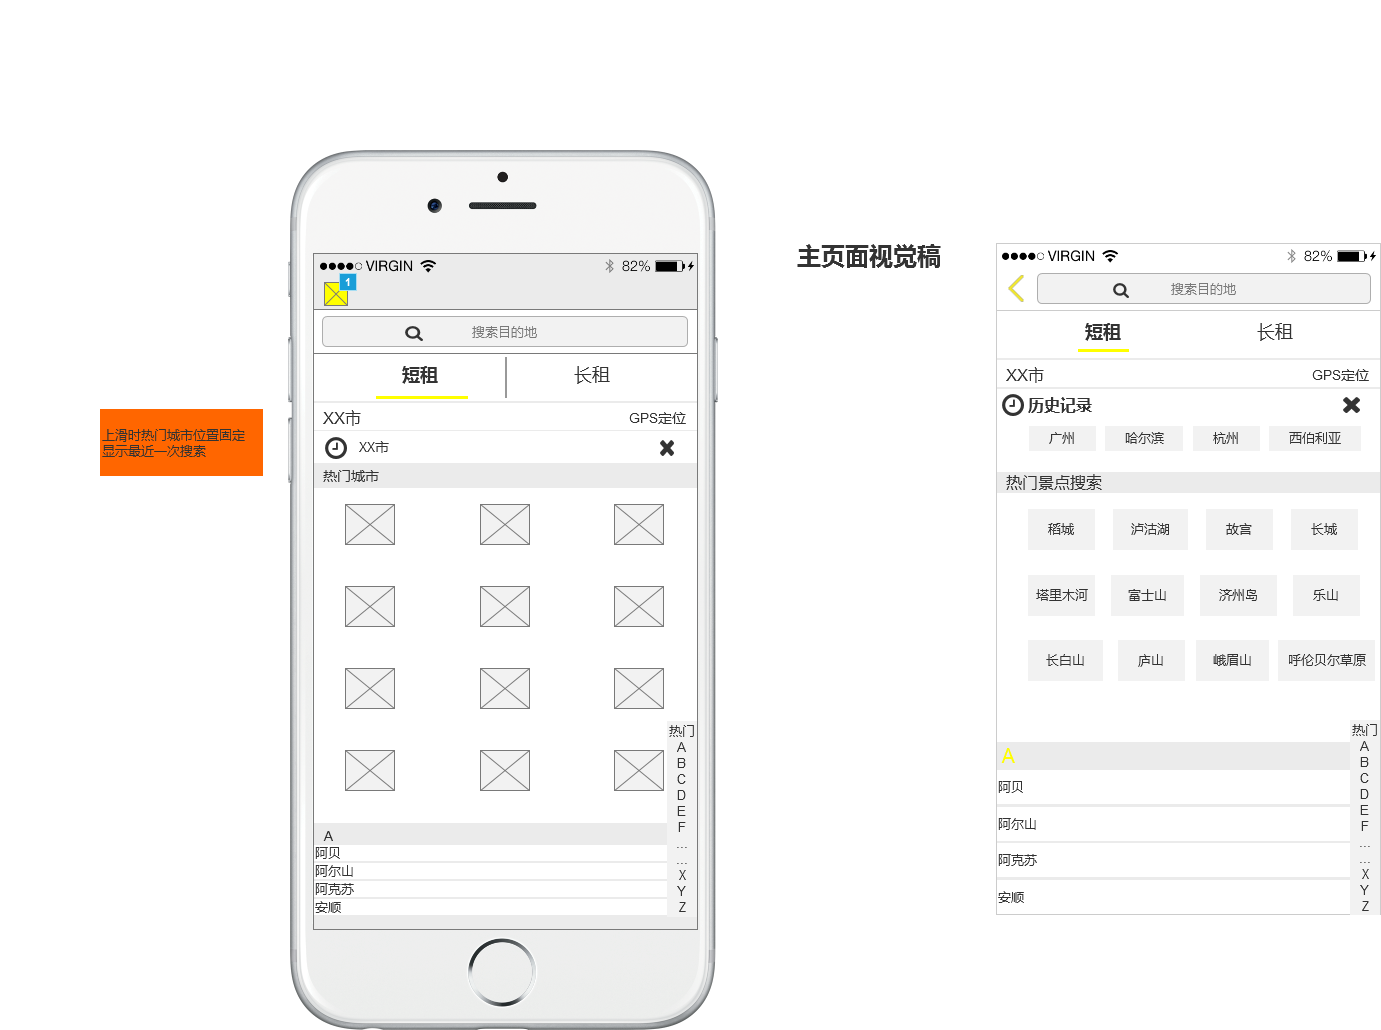 上滑时热门城市位置固定
显示最近一次搜索
VIRGIN
82%
1
搜索目的地
短租
长租
XX市
GPS定位
XX市
热门城市
热门
A
B
C
D
E
F
...
...
X
Y
Z
A
阿贝
阿尔山
阿克苏
安顺
主页面视觉稿
VIRGIN
82%
搜索目的地
短租
长租
XX市
GPS定位
历史记录
广州
哈尔滨
杭州
西伯利亚
热门景点搜索
稻城
泸沽湖
故宫
长城
塔里木河
富士山
济州岛
乐山
长白山
庐山
峨眉山
呼伦贝尔草原
热门
A
B
C
D
E
F
...
...
X
Y
Z
A
阿贝
阿尔山
阿克苏
安顺